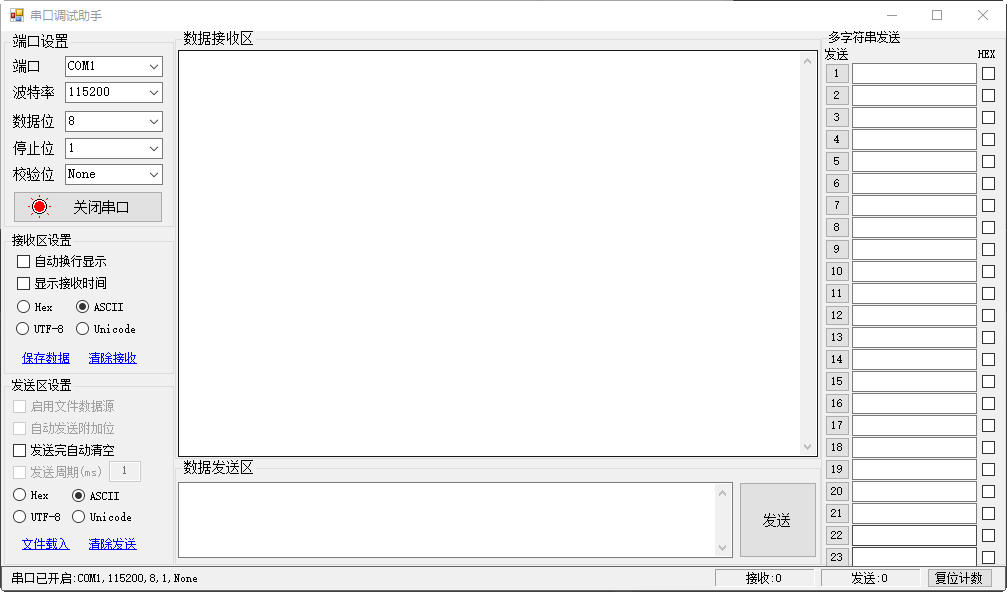 串口调试助手
端口设置
端口 COM1
波特率 115200
数据位 8
停止位 1
校验位 None
关闭串口
接收区设置
自动换行显示
显示接收时间
Hex ASCII
UTF-8 Unicode
保存数据 清除接收
发送区设置
启用文件数据源
自动发送附加位
发送完自动清空
发送周期(ms) 1
Hex ASCII
UTF-8 Unicode
文件载入 清除发送
数据接收区
数据发送区
发送
多字符串发送
发送 HEX
1
2
3
4
5
6
7
8
9
10
11
12
13
14
15
16
17
18
19
20
21
22
23
串口已开启:COM1,115200,8,1,None
接收:0
发送:0
复位计数